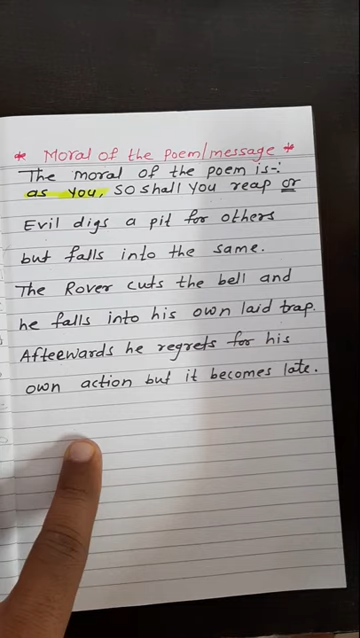 * Moral of the Poem/message *
The moral of the poem is-:
as you, so shall you reap or
Evil digs a pit for others
but falls into the same.
The Rover cuts the bell and
he falls into his own laid trap.
Afteewards he regrets for his
own action but it becomes late.